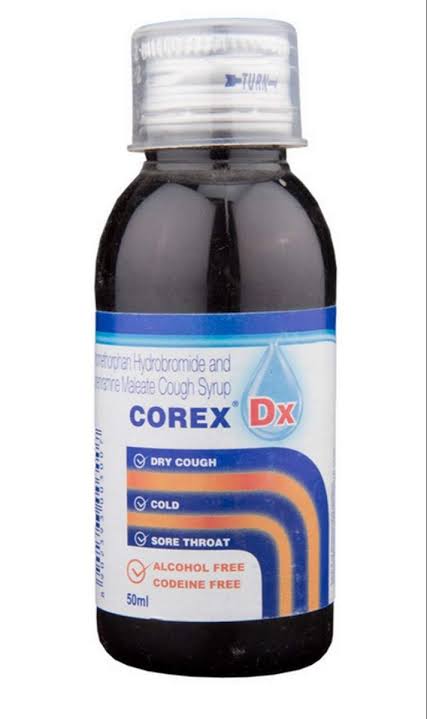 TURN
Hydrobromide and
Maleate Cough Syrup
COREX® Dx
DRY COUGH
COLD
SORE THROAT
ALCOHOL FREE
CODEINE FREE
50ml